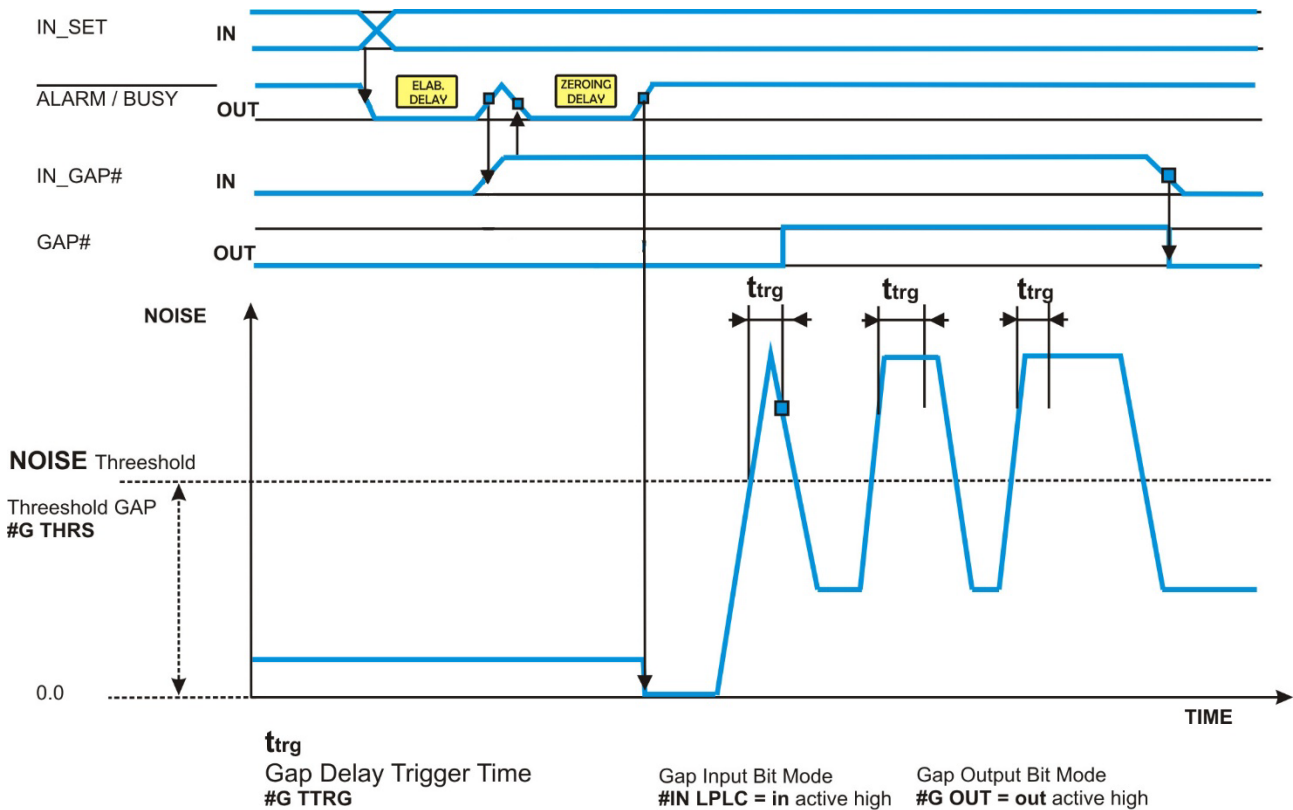 IN_SET IN
ALARM / BUSY OUT
ELAB.
DELAY
ZEROING
DELAY
IN_GAP# IN
GAP# OUT
ttrg ttrg ttrg
NOISE
NOISE Threeshold
Threeshold GAP
#G THRS
0.0
TIME
ttrg
Gap Delay Trigger Time
#G TTRG
Gap Input Bit Mode
#IN LPLC = in active high
Gap Output Bit Mode
#G OUT = out active high